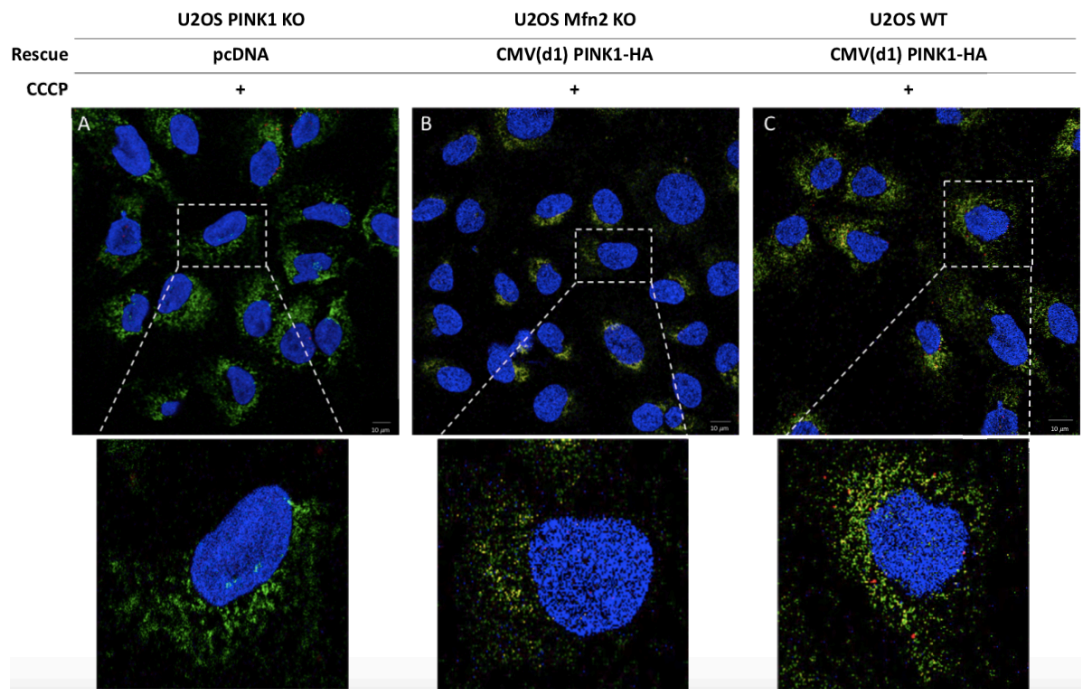 U2OS PINK1 KO U2OS Mfn2 KO U2OS WT
Rescue pcDNA CMV(d1) PINK1-HA CMV(d1) PINK1-HA
CCCP + + +
A B C
10 µm 10 µm 10 µm